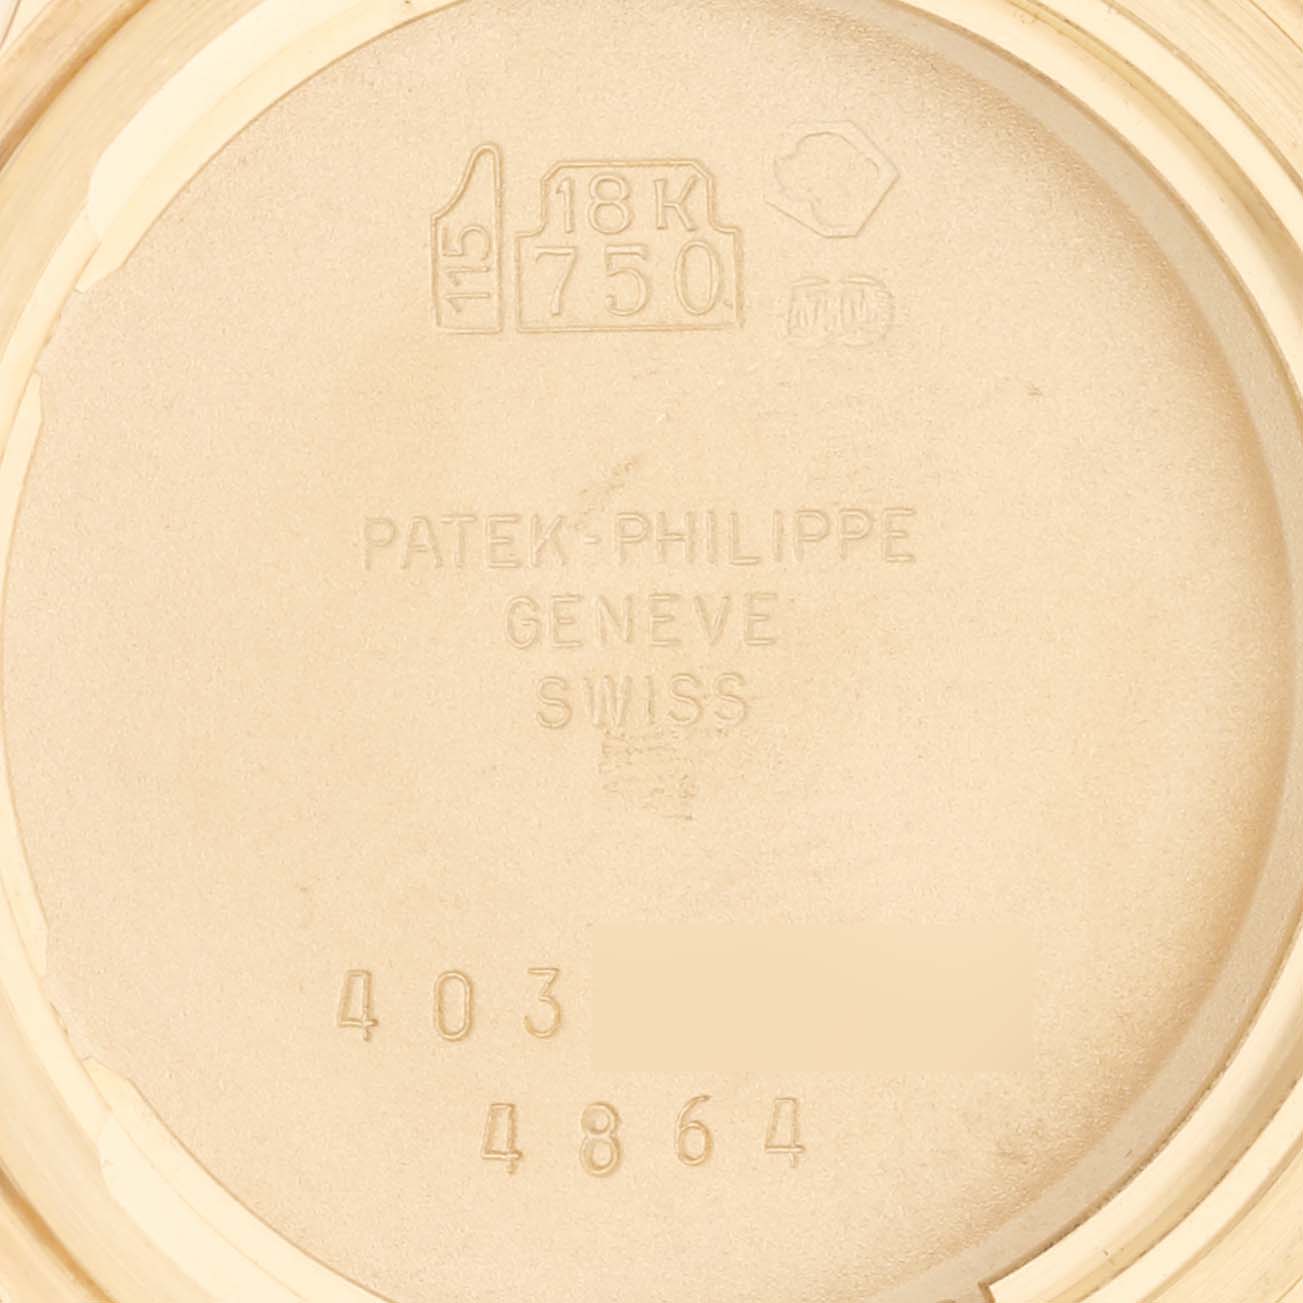 115
18K
750
PATEK-PHILIPPE
GENEVE
SWISS
403
4864